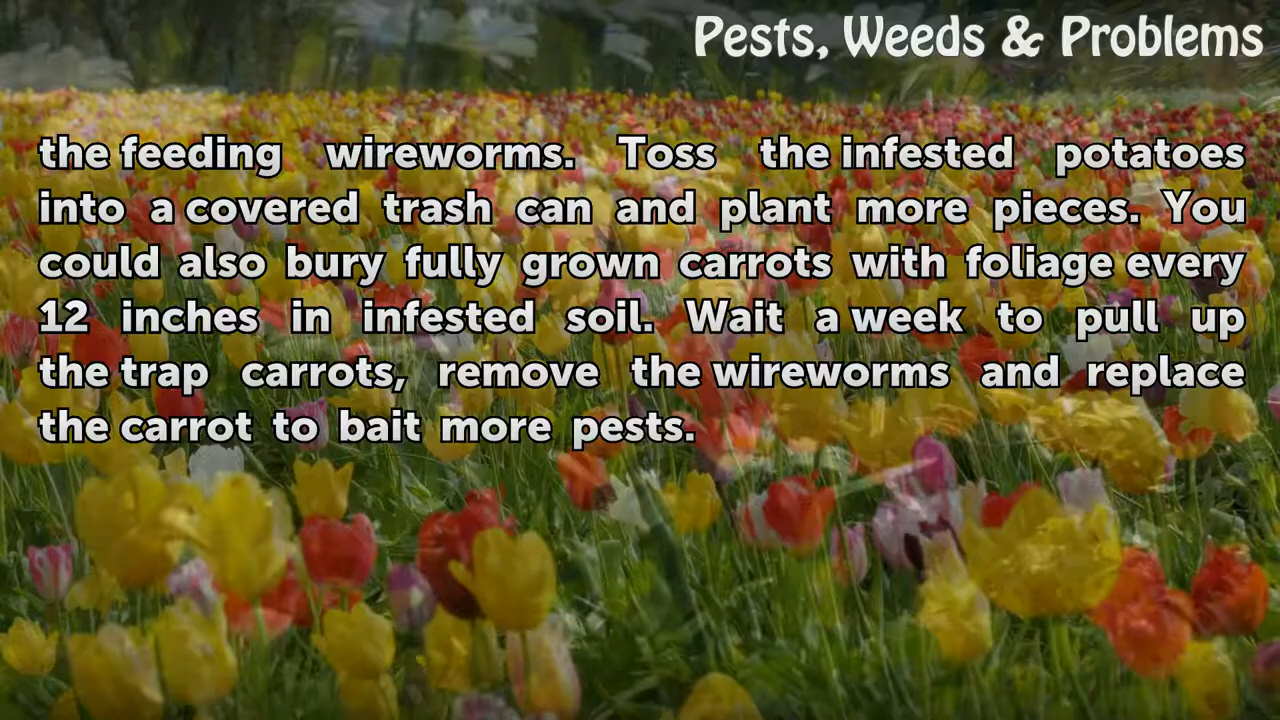 Pests, Weeds & Problems
the feeding wireworms. Toss the infested potatoes
into a covered trash can and plant more pieces. You
could also bury fully grown carrots with foliage every
12 inches in infested soil. Wait a week to pull up
the trap carrots, remove the wireworms and replace
the carrot to bait more pests.